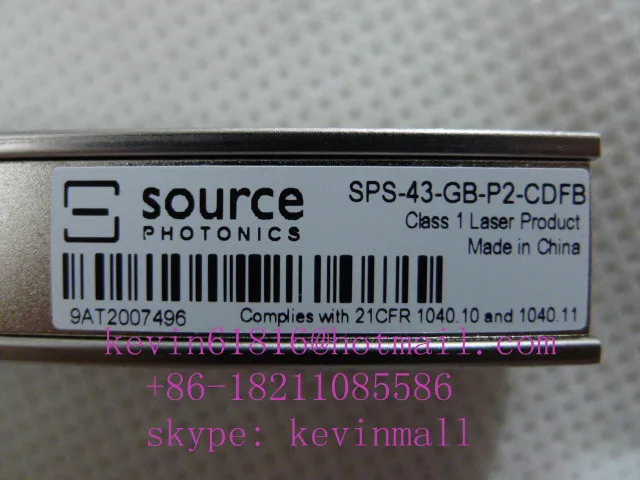 source
PHOTONICS
SPS-43-GB-P2-CDFB
Class 1 Laser Product
Made in China
9AT2007496
Complies with 21CFR 1040.10 and 1040.11
kevin61816@hotmail.com
+86-18211085586
skype: kevinmall